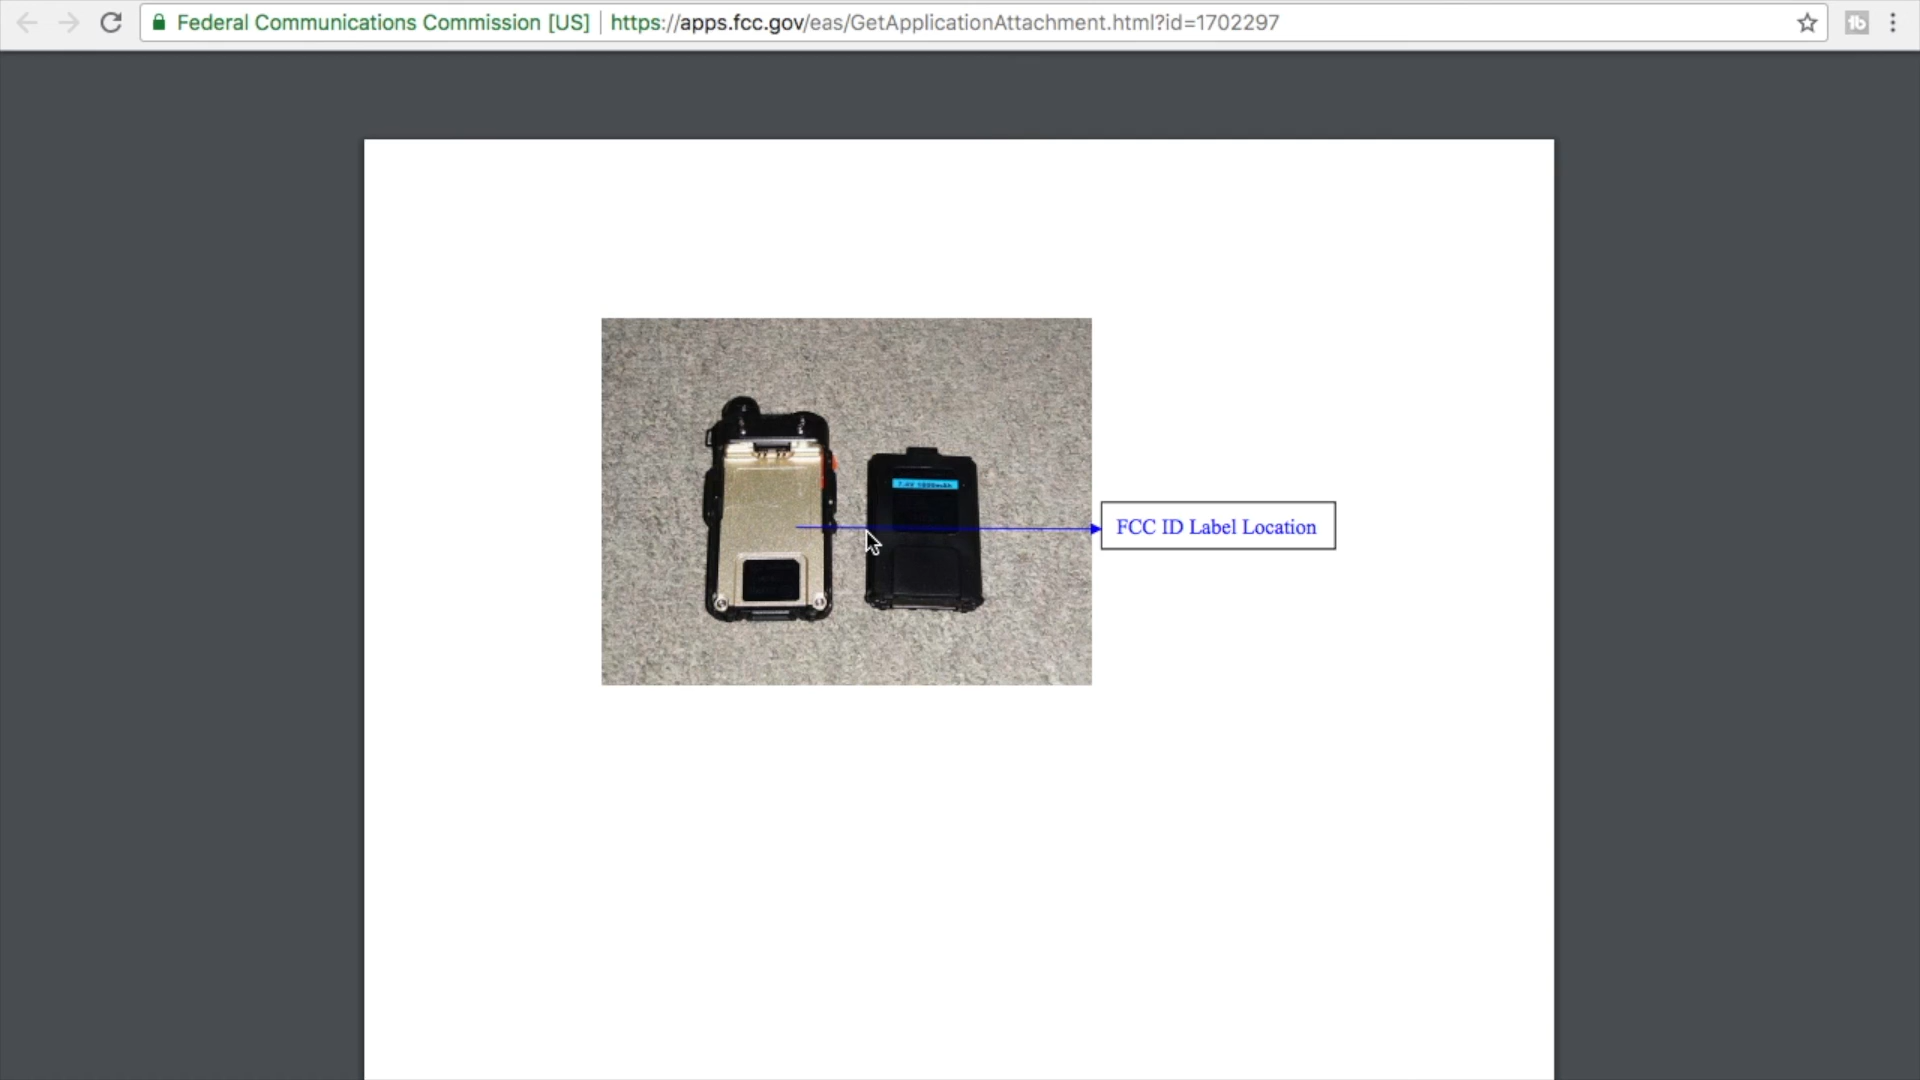 Federal Communications Commission [US] | https://apps.fcc.gov/eas/GetApplicationAttachment.html?id=1702297
FCC ID Label Location